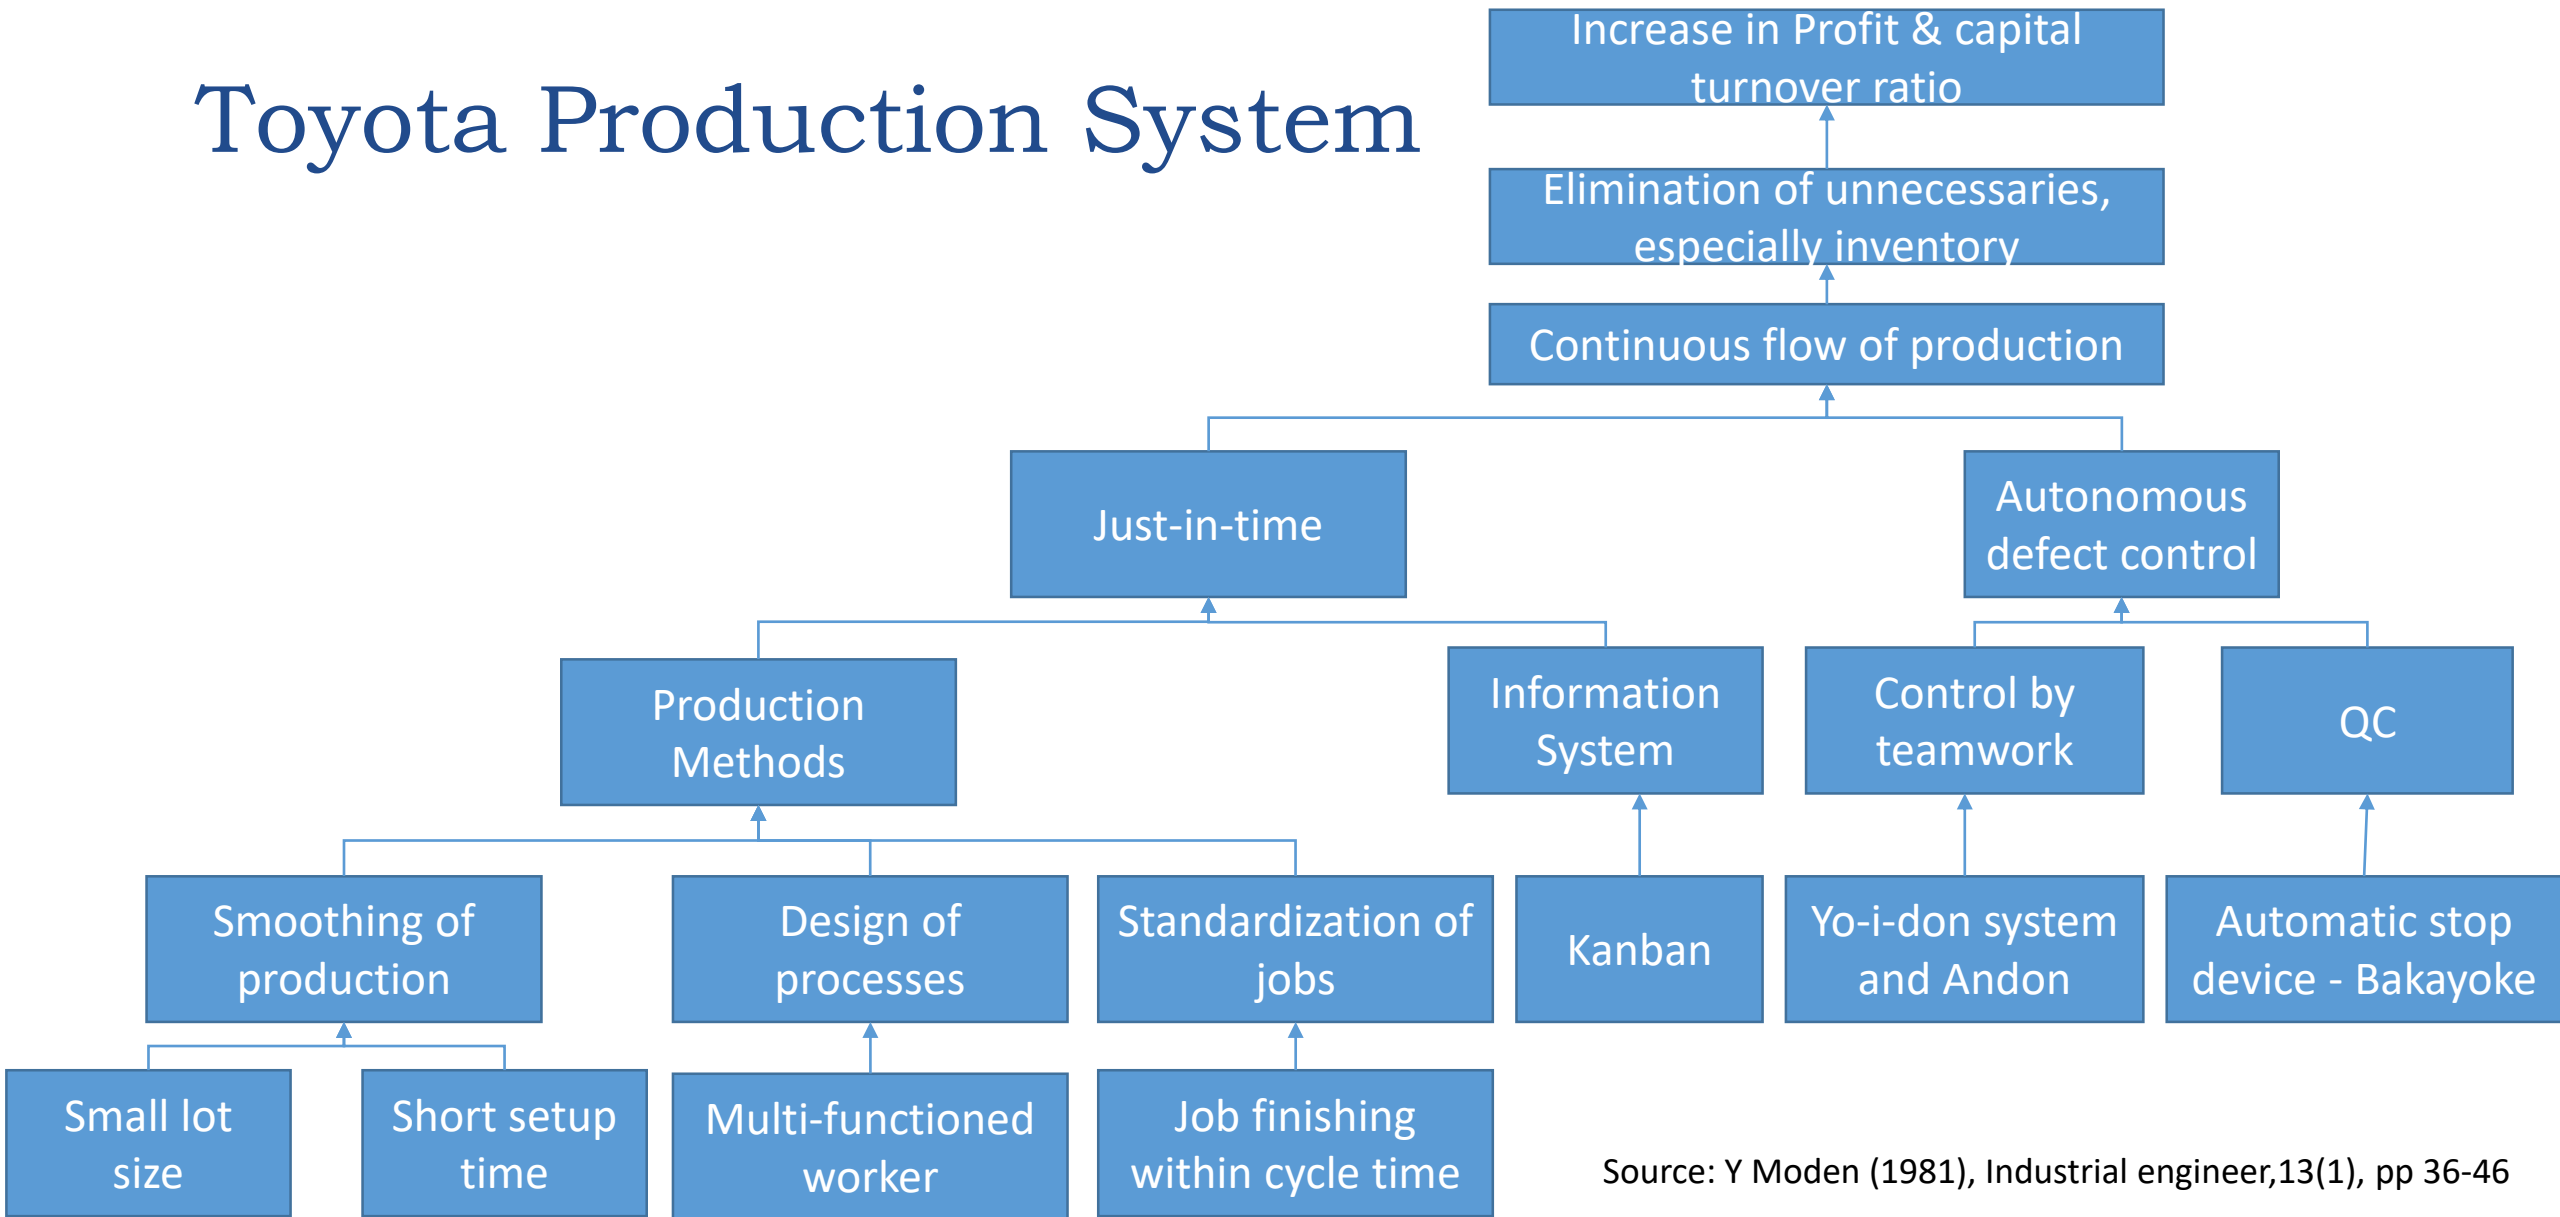 Toyota Production System
Increase in Profit & capital
turnover ratio
Elimination of unnecessaries,
especially inventory
Continuous flow of production
Just-in-time
Autonomous
defect control
Production
Methods
Information
System
Control by
teamwork
QC
Smoothing of
production
Design of
processes
Standardization of
jobs
Kanban
Yo-i-don system
and Andon
Automatic stop
device - Bakayoke
Small lot
size
Short setup
time
Multi-functioned
worker
Job finishing
within cycle time
Source: Y Moden (1981), Industrial engineer,13(1), pp 36-46